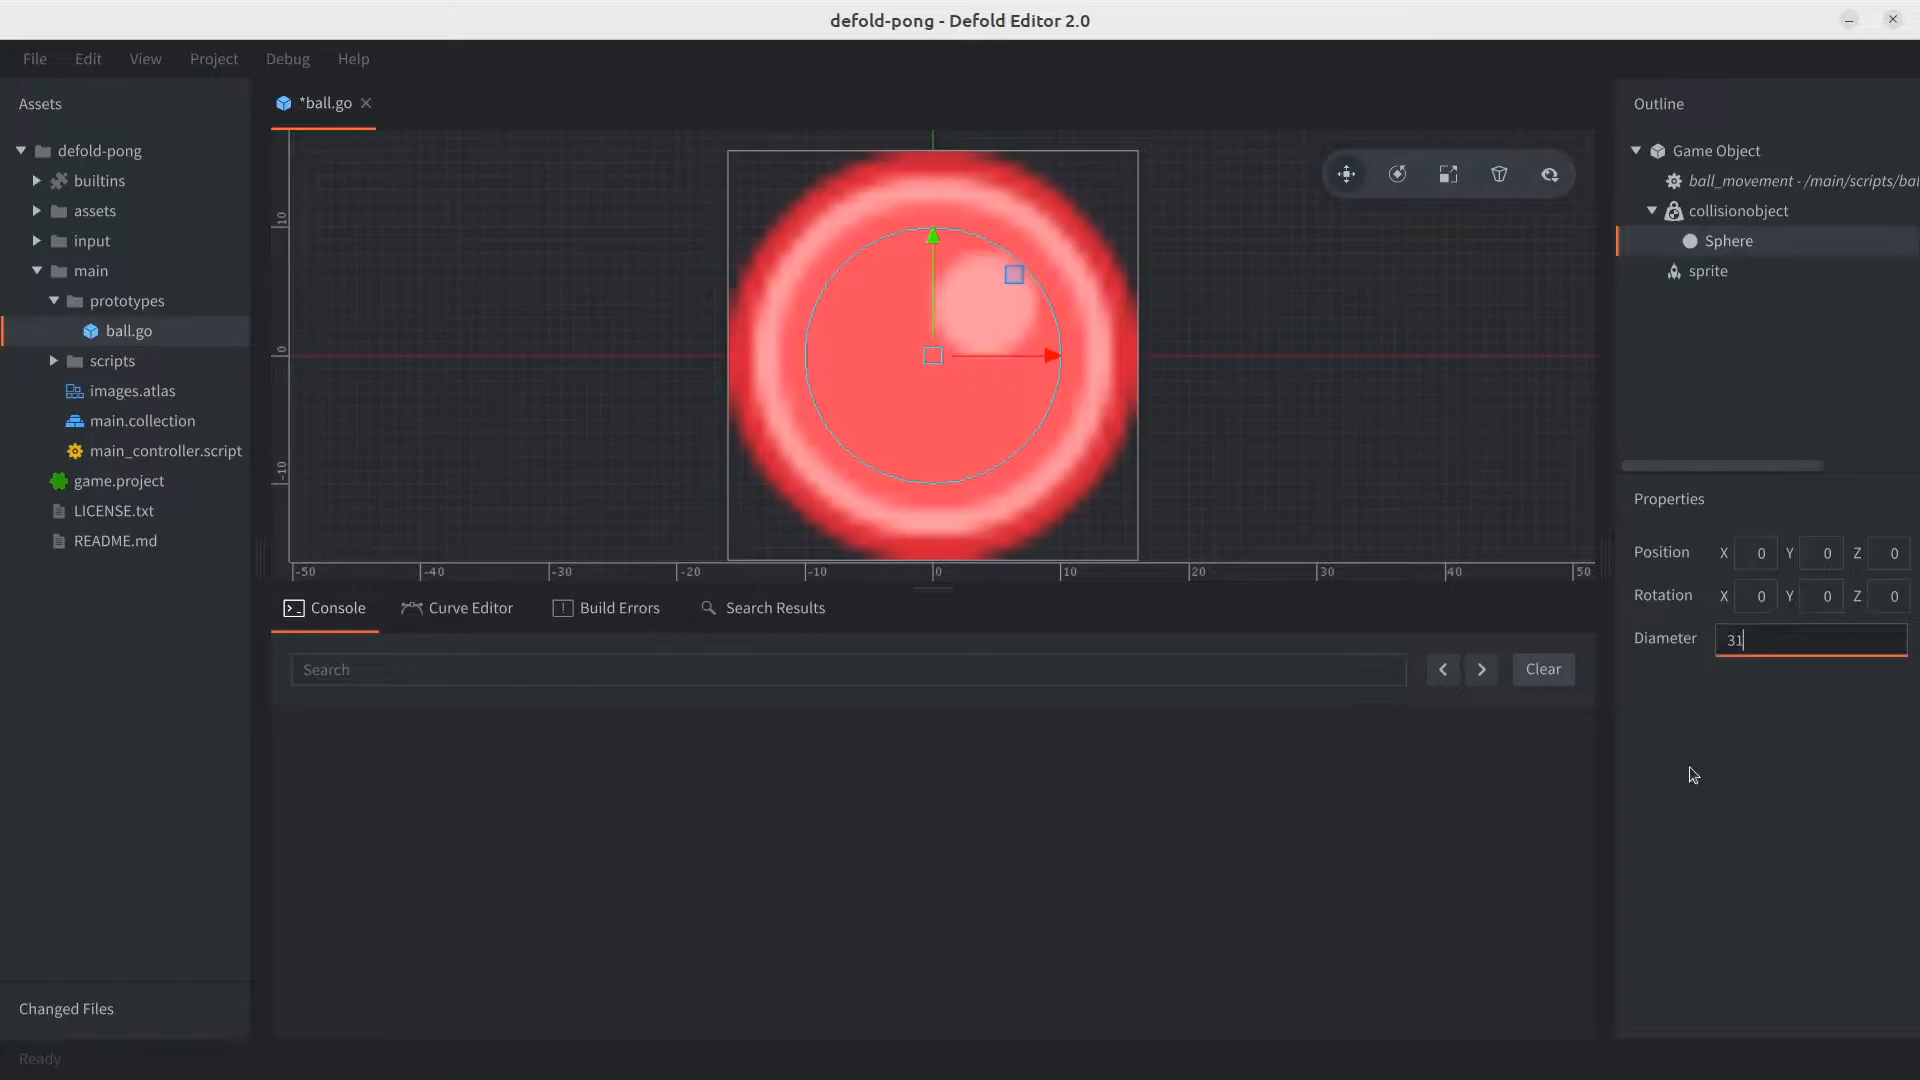 defold-pong - Defold Editor 2.0
File Edit View Project Debug Help
Assets
defold-pong
builtins
assets
input
main
prototypes
ball.go
scripts
images.atlas
main.collection
main_controller.script
game.project
LICENSE.txt
README.md
Changed Files
Ready
*ball.go
10
0
-10
-50 -40 -30 -20 -10 0 10 20 30 40 50
Console Curve Editor Build Errors Search Results
Search
Clear
Outline
Game Object
ball_movement - /main/scripts/bal
collisionobject
Sphere
sprite
Properties
Position X 0 Y 0 Z 0
Rotation X 0 Y 0 Z 0
Diameter 31